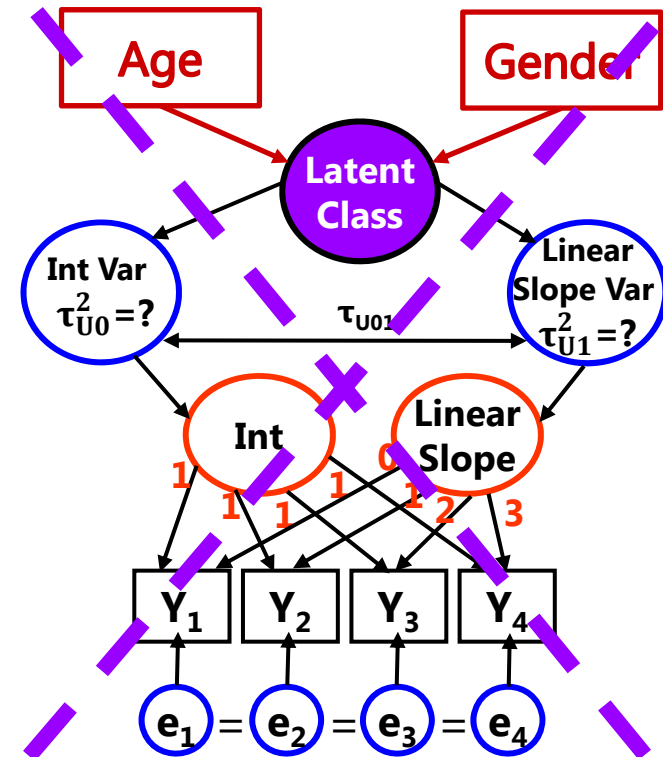 Age
Gender
Latent
Class
Int Var
τ²U0 =?
Linear
Slope Var
τ²U1 =?
τU01
Int
Linear
Slope
1
1
1
1
0
1
2
3
Y1
Y2
Y3
Y4
e1 = e2 = e3 = e4